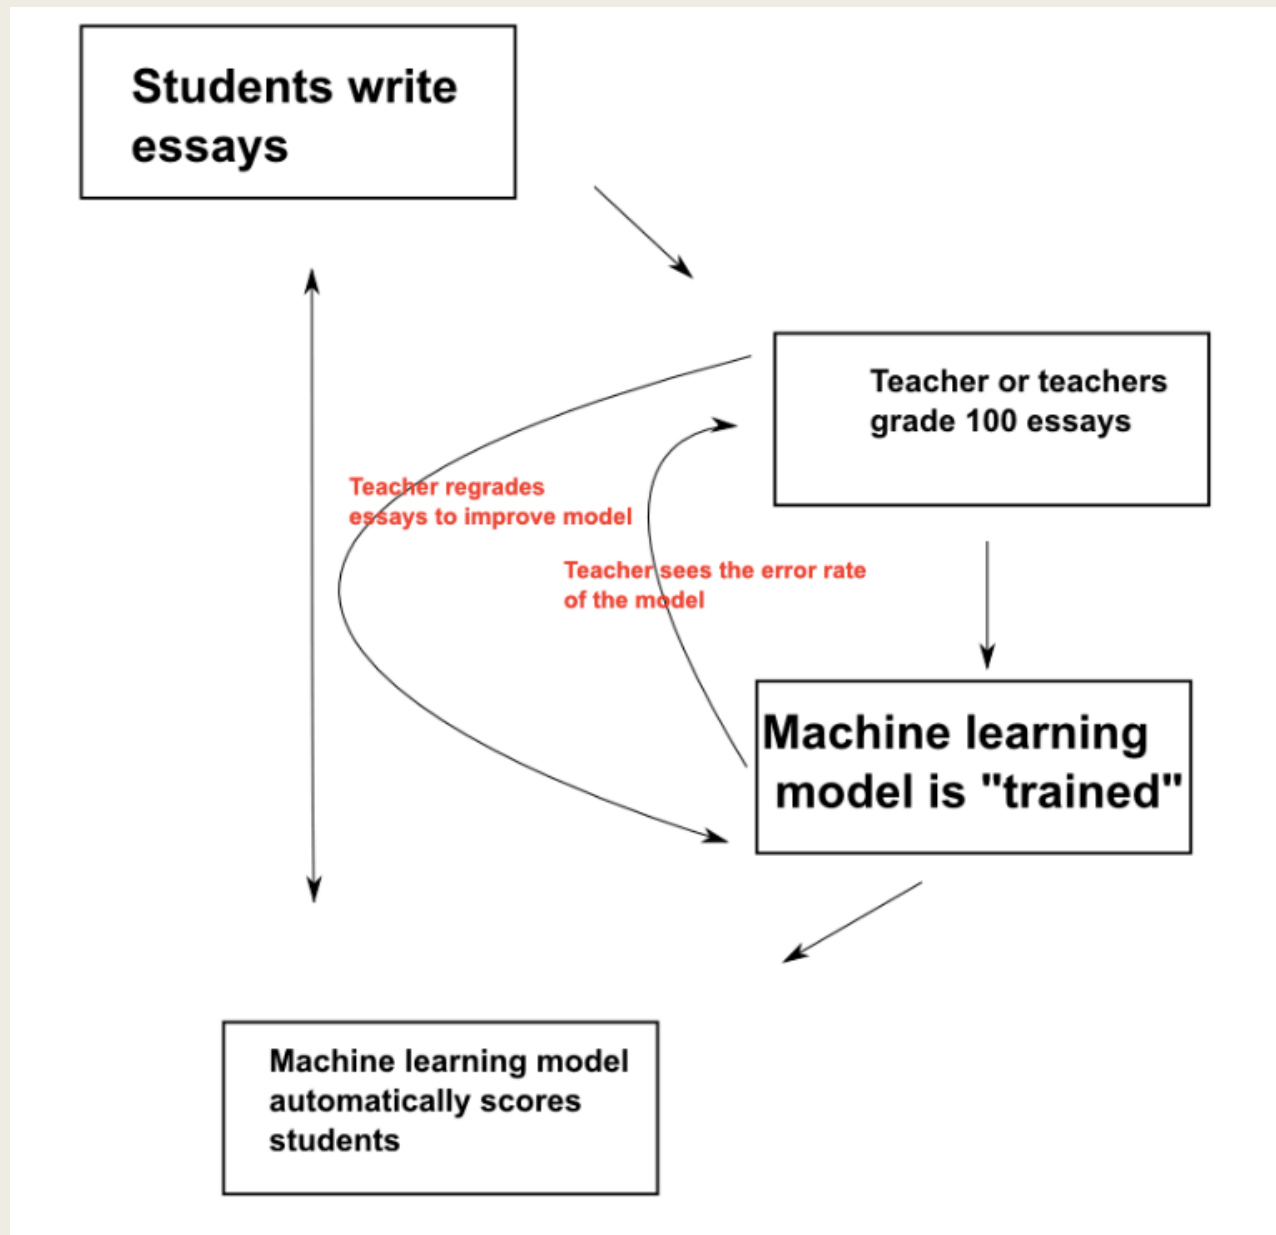 Students write
essays
Teacher or teachers
grade 100 essays
Teacher regrades
essays to improve model
Teacher sees the error rate
of the model
Machine learning
model is "trained"
Machine learning model
automatically scores
students